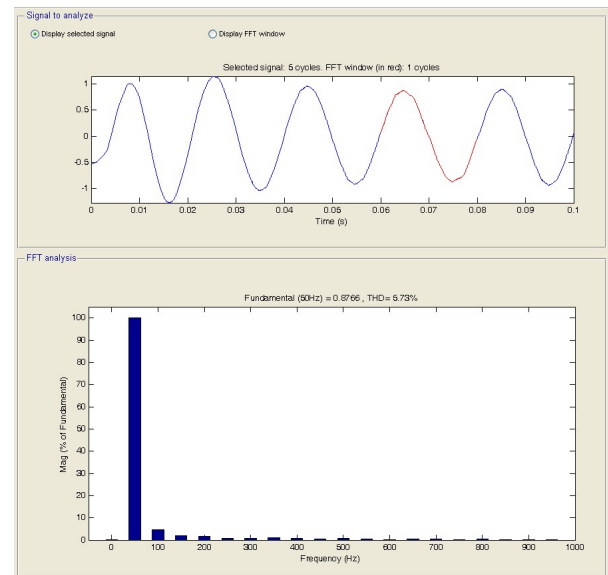 Signal to analyze
Display selected signal Display FFT window
Selected signal: 5 cycles. FFT window (in red): 1 cycles
1
0.5
0
-0.5
-1
0 0.01 0.02 0.03 0.04 0.05 0.06 0.07 0.08 0.09 0.1
Time (s)
FFT analysis
Fundamental (50Hz) = 0.8766 , THD= 5.73%
Mag (% of Fundamental)
100
90
80
70
60
50
40
30
20
10
0
0 100 200 300 400 500 600 700 800 900 1000
Frequency (Hz)